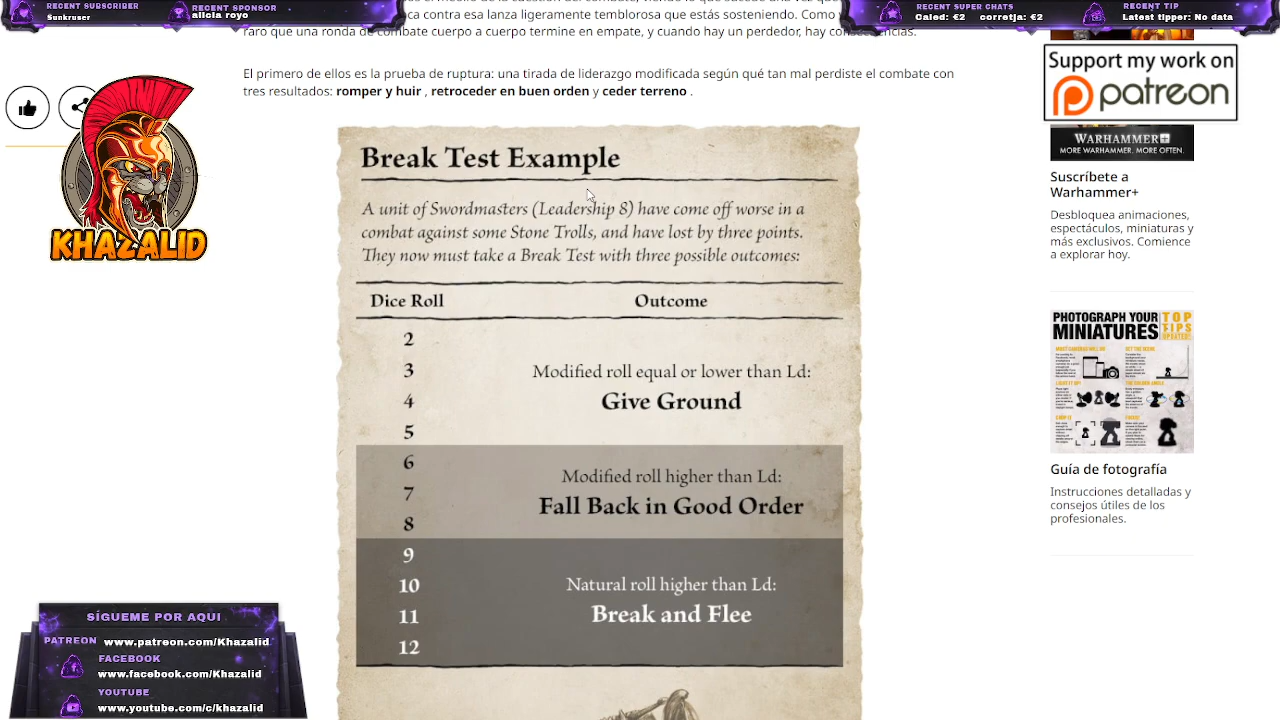 RECENT SUBSCRIBER
Sunkruser
RECENT SPONSOR
alicia royo
RECENT SUPER CHATS
Caled: €2 corretja: €2
RECENT TIP
Latest tipper: No data
ca contra esa lanza ligeramente temblorosa que estás sosteniendo. Como
raro que una ronda de combate cuerpo a cuerpo termine en empate, y cuando hay un perdedor, hay
El primero de ellos es la prueba de ruptura: una tirada de liderazgo modificada según qué tan mal perdiste el combate con
tres resultados: romper y huir , retroceder en buen orden y ceder terreno .
KHAZALID
Break Test Example
A unit of Swordmasters (Leadership 8) have come off worse in a
combat against some Stone Trolls, and have lost by three points.
They now must take a Break Test with three possible outcomes:
Dice Roll Outcome
2
3
4
5
Modified roll equal or lower than Ld:
Give Ground
6
7
8
Modified roll higher than Ld:
Fall Back in Good Order
9
10
11
12
Natural roll higher than Ld:
Break and Flee
Support my work on
patreon
WARHAMMER+
MORE WARHAMMER. MORE OFTEN.
Suscríbete a
Warhammer+
Desbloquea animaciones,
espectáculos, miniaturas y
más exclusivos. Comience
a explorar hoy.
PHOTOGRAPH YOUR
MINIATURES
TOP
TIPS
Guía de fotografía
Instrucciones detalladas y
consejos útiles de los
profesionales.
SÍGUEME POR AQUI
PATREON www.patreon.com/Khazalid
FACEBOOK
www.facebook.com/Khazalid
YOUTUBE
www.youtube.com/c/khazalid